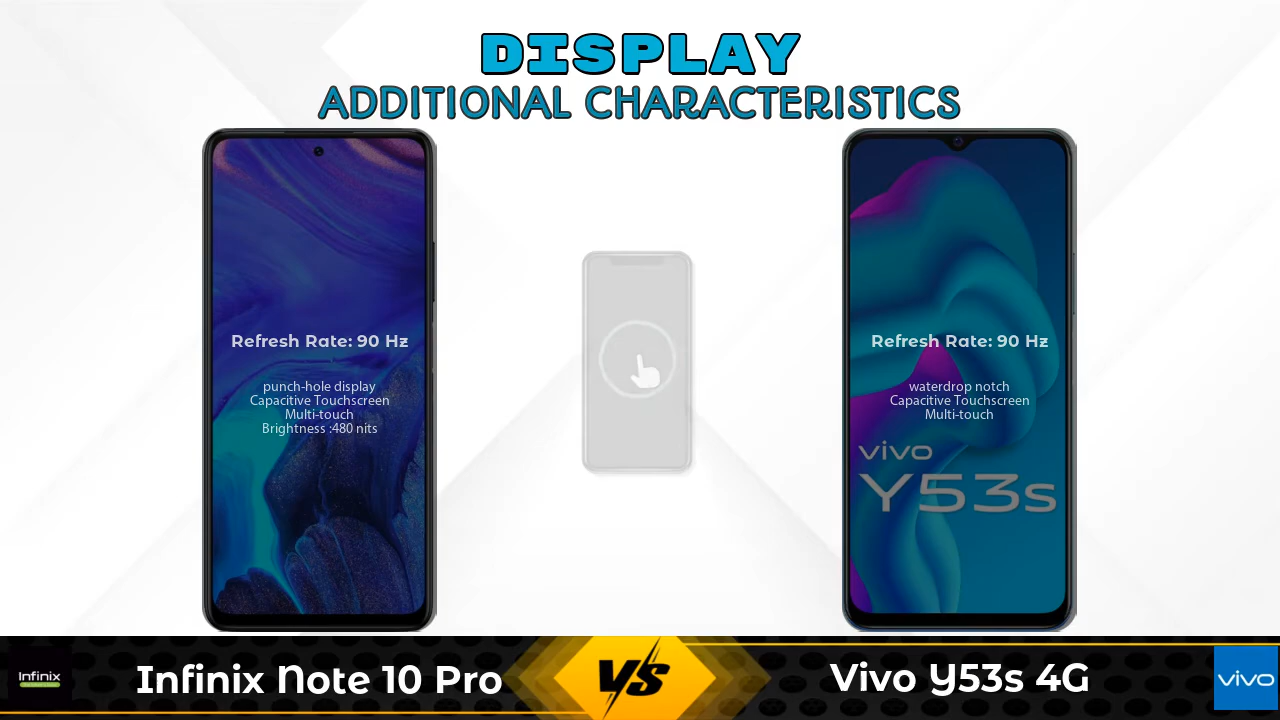 DISPLAY
ADDITIONAL CHARACTERISTICS
Refresh Rate: 90 Hz
punch-hole display
Capacitive Touchscreen
Multi-touch
Brightness :480 nits
Refresh Rate: 90 Hz
waterdrop notch
Capacitive Touchscreen
Multi-touch
vivo
Y53s
Infinix
Infinix Note 10 Pro
VS
Vivo Y53s 4G
vivo